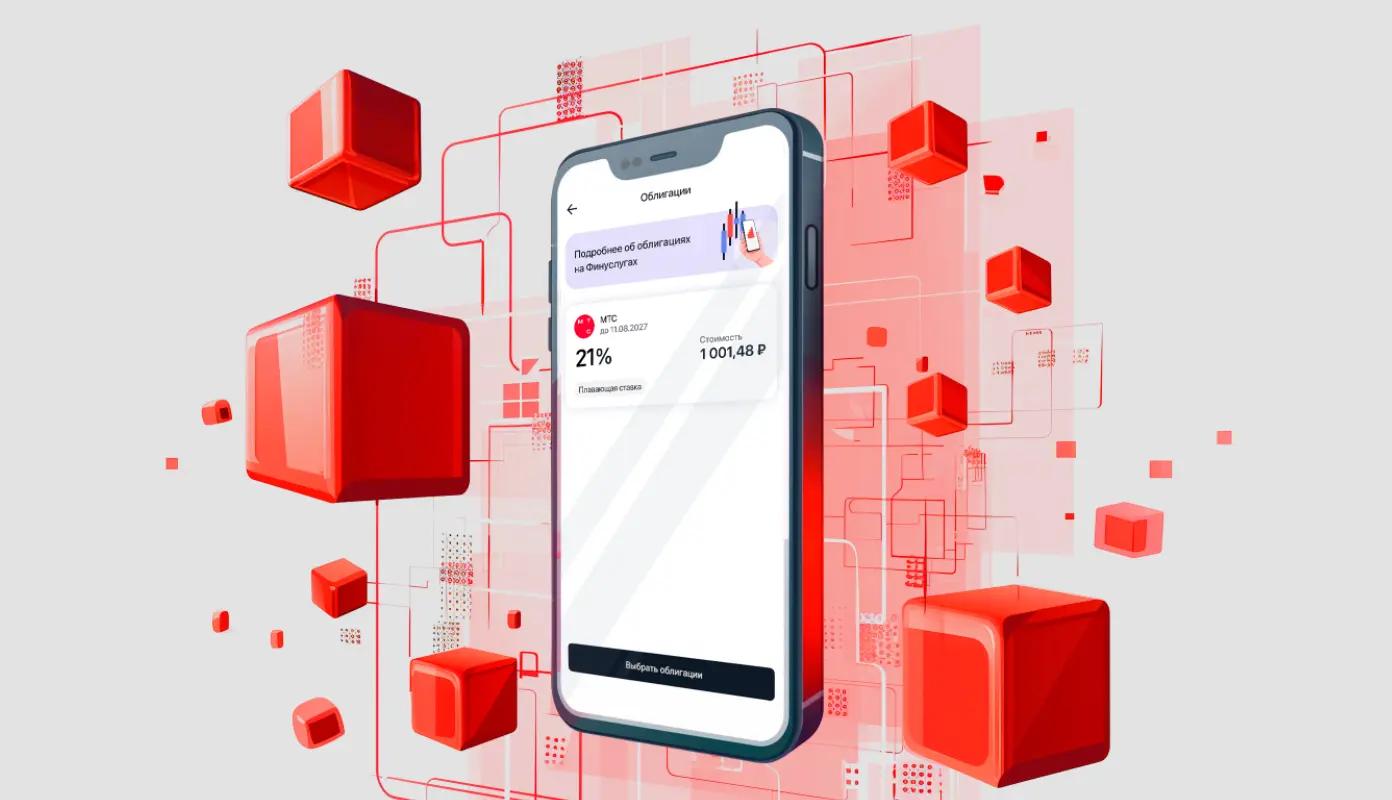 Облигации
Подробнее об облигациях
на Финуслугах
МТС
МТС
до 11.08.2027
21%
Стоимость
1 001,48 ₽
Плавающая ставка
Выбрать облигации